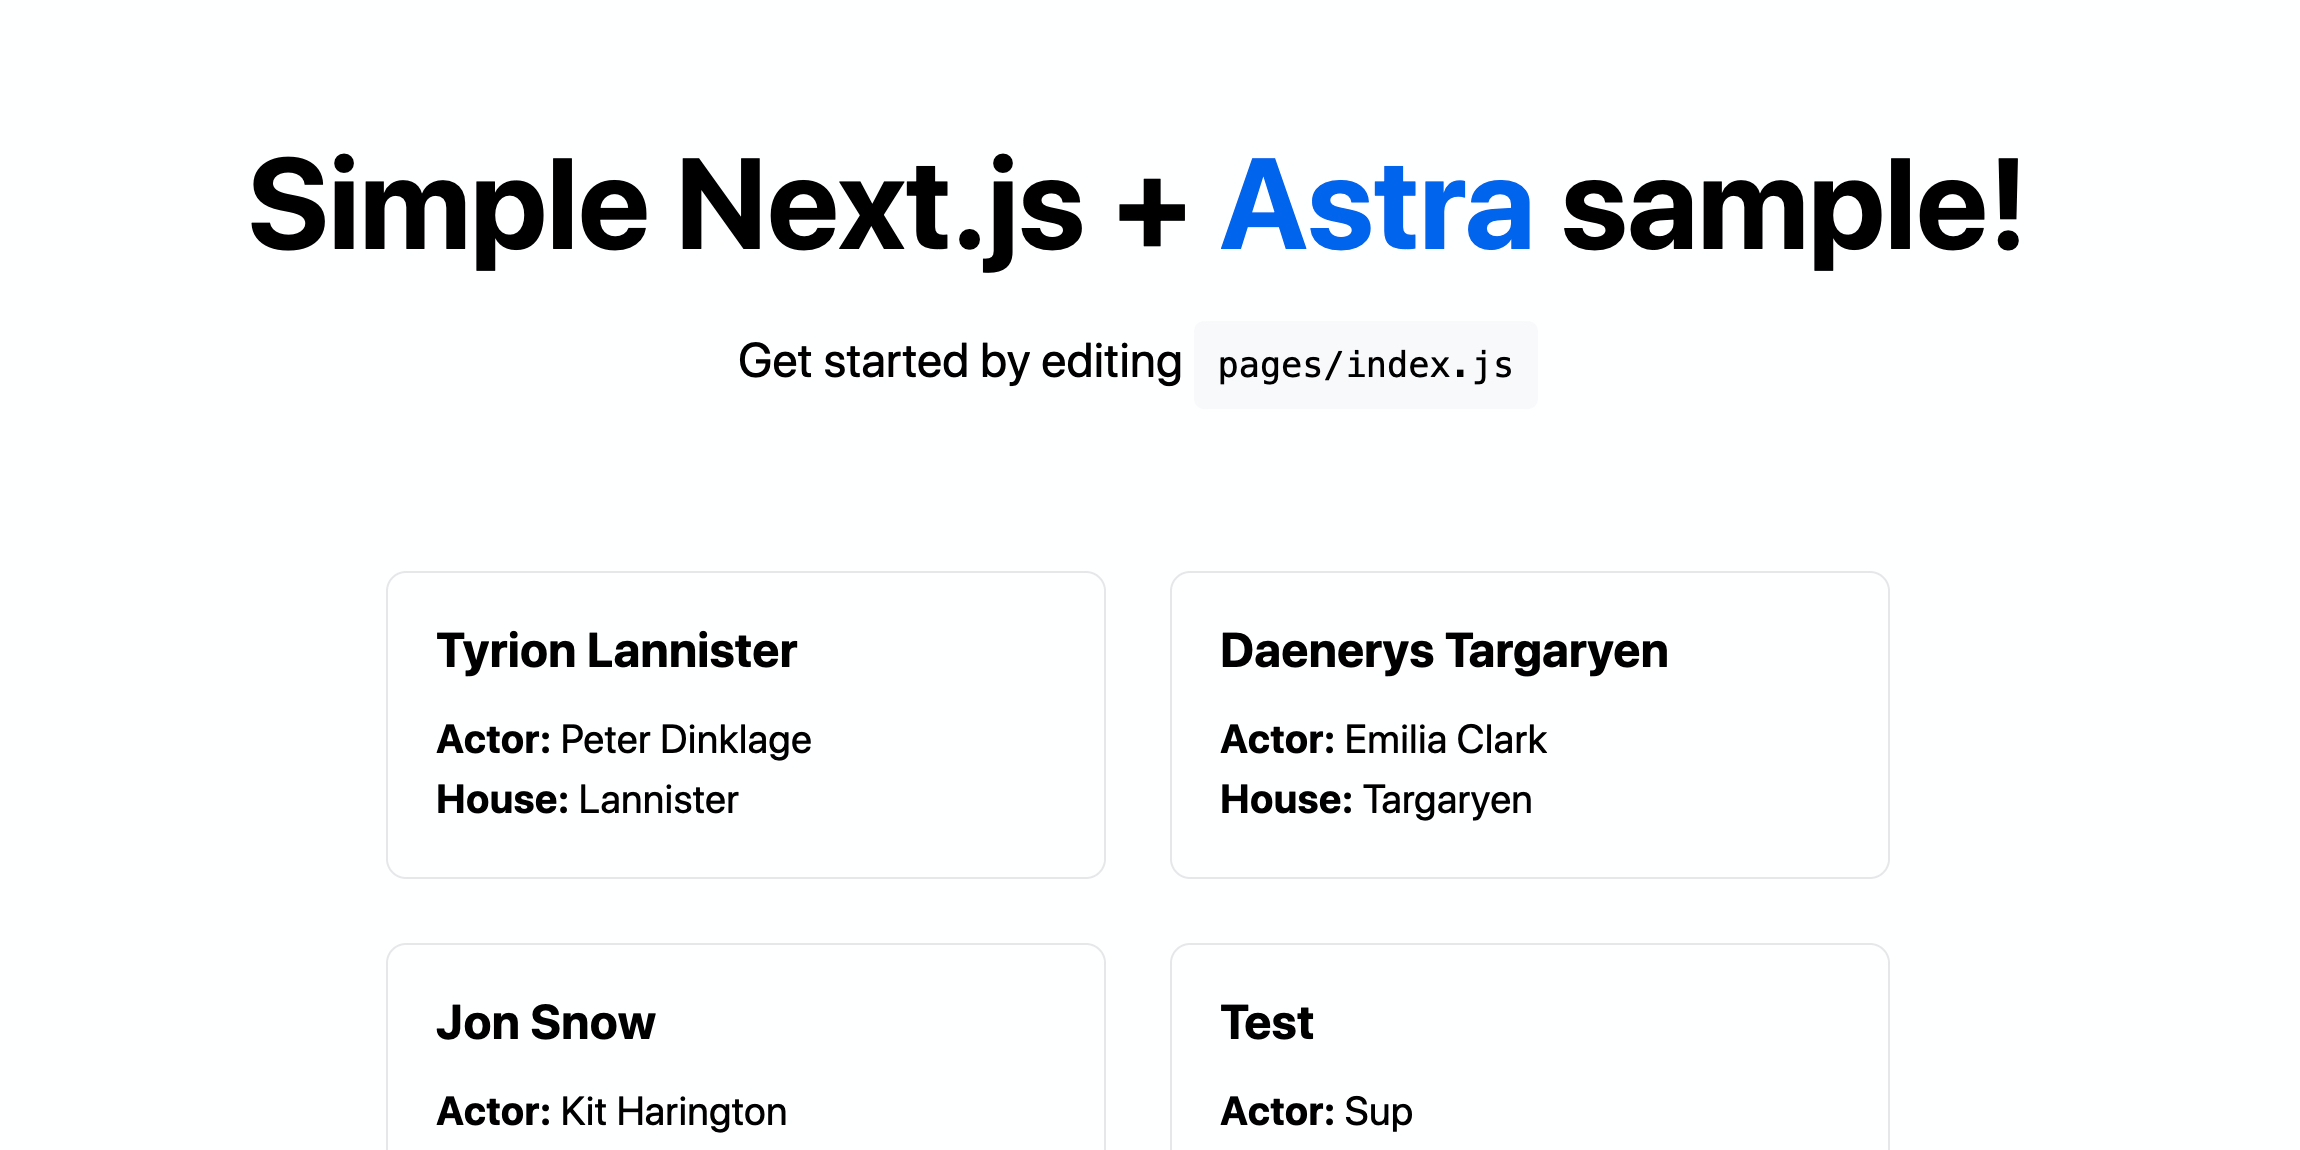 Simple Next.js + Astra sample!
Get started by editing pages/index.js
Tyrion Lannister
Actor: Peter Dinklage
House: Lannister
Daenerys Targaryen
Actor: Emilia Clark
House: Targaryen
Jon Snow
Actor: Kit Harington
Test
Actor: Sup